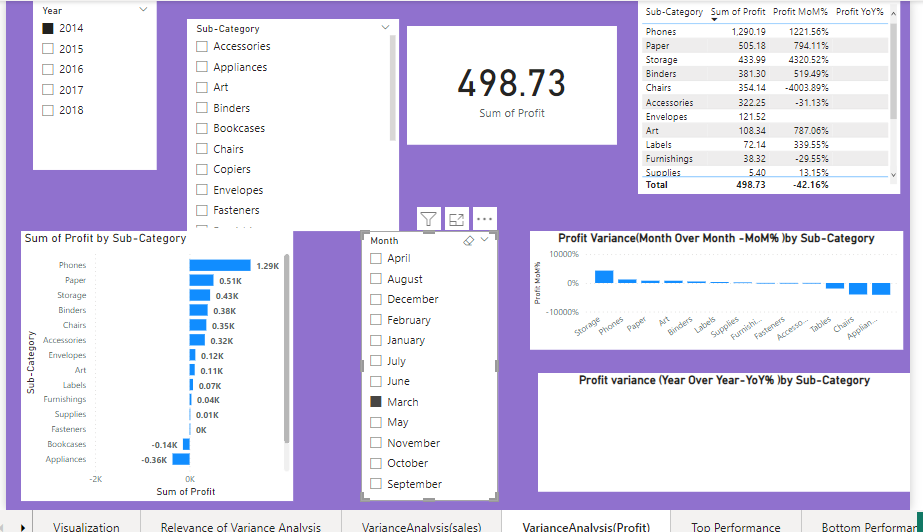 Year
2014
2015
2016
2017
2018
Sub-Category
Accessories
Appliances
Art
Binders
Bookcases
Chairs
Copiers
Envelopes
Fasteners
498.73
Sum of Profit
Sub-Category Sum of Profit Profit MoM% Profit YoY%
Phones 1,290.19 1221.56%
Paper 505.18 794.11%
Storage 433.99 4320.52%
Binders 381.30 519.49%
Chairs 354.14 -4003.89%
Accessories 322.25 -31.13%
Envelopes 121.52
Art 108.34 787.06%
Labels 72.14 339.55%
Furnishings 38.32 -29.55%
Supplies 5.40 13.15%
Total 498.73 -42.16%
Sum of Profit by Sub-Category
Sub-Category
Phones 1.29K
Paper 0.51K
Storage 0.43K
Binders 0.38K
Chairs 0.35K
Accessories 0.32K
Envelopes 0.12K
Art 0.11K
Labels 0.07K
Furnishings 0.04K
Supplies 0.01K
Fasteners 0K
Bookcases -0.14K
Appliances -0.36K
-2K 0K
Sum of Profit
Month
April
August
December
February
January
July
June
March
May
November
October
September
Profit Variance(Month Over Month -MoM% )by Sub-Category
Profit MoM%
10000%
0%
-10000%
Storage Phones Paper Art Binders Labels Supplies Furnishi... Fasteners Accesso... Tables Chairs Applian...
Profit variance (Year Over Year-YoY% )by Sub-Category
Visualization Relevance of Variance Analysis VarianceAnalysis(sales) VarianceAnalysis(Profit) Top Performance Bottom Performan